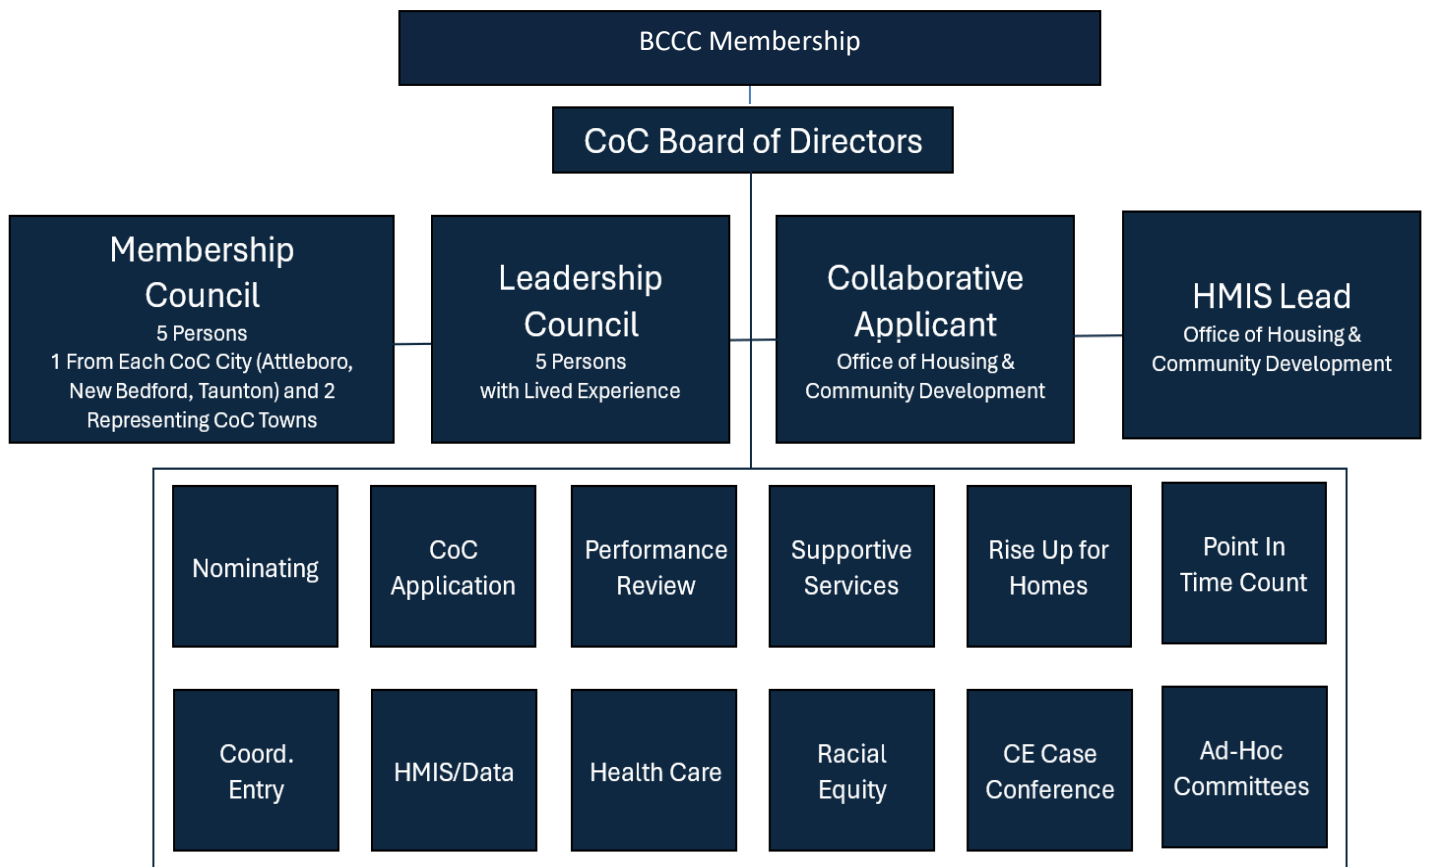 BCCC Membership
CoC Board of Directors
Membership
Council
5 Persons
1 From Each CoC City (Attleboro,
New Bedford, Taunton) and 2
Representing CoC Towns
Leadership
Council
5 Persons
with Lived Experience
Collaborative
Applicant
Office of Housing &
Community Development
HMIS Lead
Office of Housing &
Community Development
Nominating
CoC
Application
Performance
Review
Supportive
Services
Rise Up for
Homes
Point In
Time Count
Coord.
Entry
HMIS/Data
Health Care
Racial
Equity
CE Case
Conference
Ad-Hoc
Committees